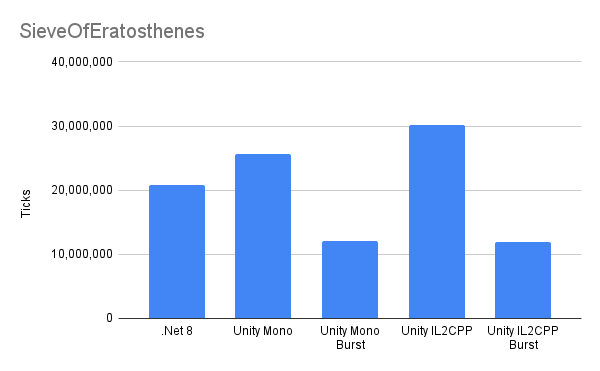 SieveOfEratosthenes
40,000,000
30,000,000
20,000,000
10,000,000
0
Ticks
.Net 8
Unity Mono
Unity Mono
Burst
Unity IL2CPP
Unity IL2CPP
Burst